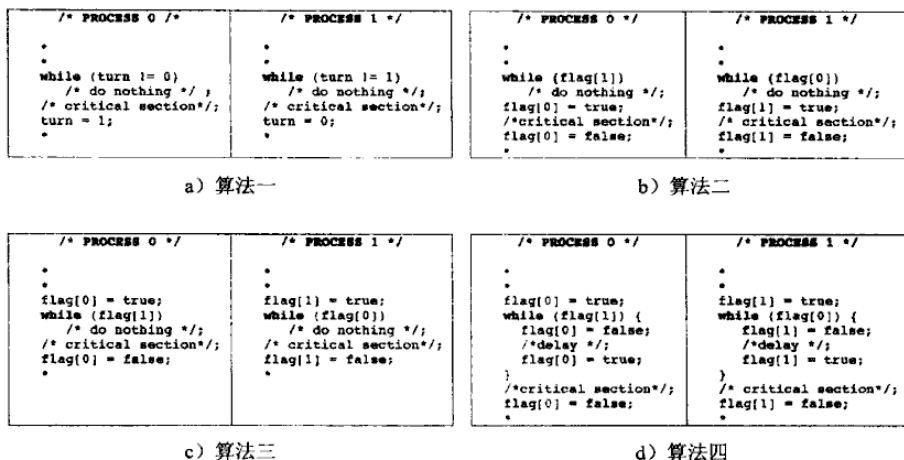 /* PROCESS 0 /*
.
.
while (turn != 0)
/* do nothing */ ;
/* critical section*/;
turn = 1;
.
/* PROCESS 1 */
.
.
while (turn != 1)
/* do nothing */;
/* critical section*/;
turn = 0;
.
a）算法一
/* PROCESS 0 */
.
.
while (flag[1])
/* do nothing */;
flag[0] = true;
/*critical section*/;
flag[0] = false;
.
/* PROCESS 1 */
.
.
while (flag[0])
/* do nothing */;
flag[1] = true;
/* critical section*/;
flag[1] = false;
.
b）算法二
/* PROCESS 0 */
.
.
flag[0] = true;
while (flag[1])
/* do nothing */;
/* critical section*/;
flag[0] = false;
.
/* PROCESS 1 */
.
.
flag[1] = true;
while (flag[0])
/* do nothing */;
/* critical section*/;
flag[1] = false;
.
c）算法三
/* PROCESS 0 */
.
.
flag[0] = true;
while (flag[1]) {
flag[0] = false;
/*delay */;
flag[0] = true;
}
/*critical section*/;
flag[0] = false;
.
/* PROCESS 1 */
.
.
flag[1] = true;
while (flag[0]) {
flag[1] = false;
/*delay */;
flag[1] = true;
}
/* critical section*/;
flag[1] = false;
.
d）算法四